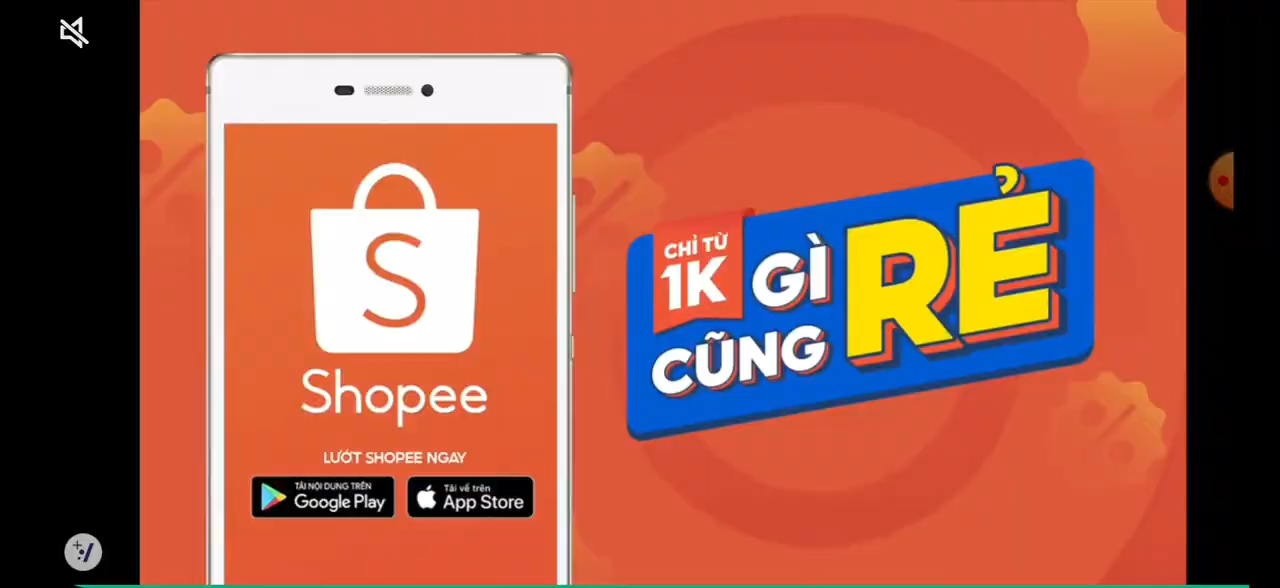 S
Shopee
LƯỚT SHOPEE NGAY
TẢI NỘI DUNG TRÊN
Google Play
Tải về trên
App Store
CHỈ TỪ
1K
GÌ
CŨNG
RẺ